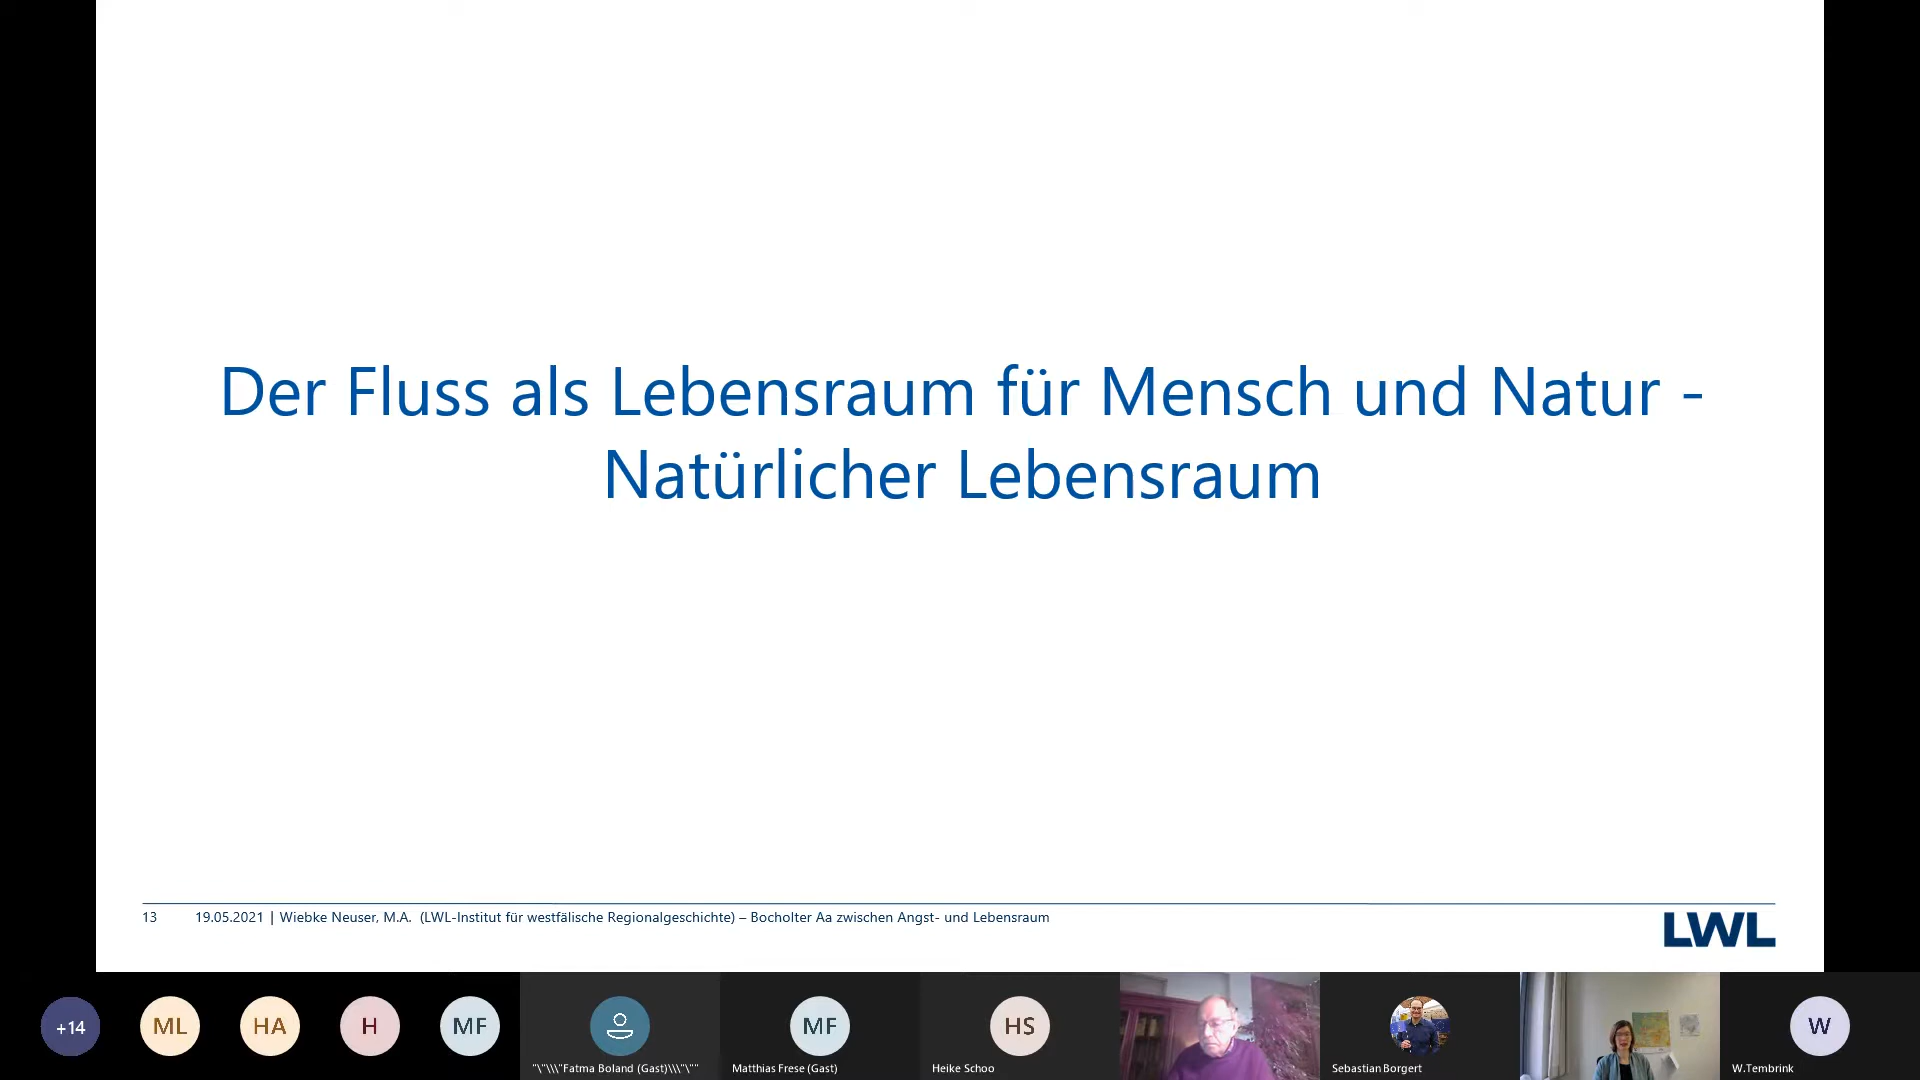 Der Fluss als Lebensraum für Mensch und Natur -
Natürlicher Lebensraum
13 19.05.2021 | Wiebke Neuser, M.A. (LWL-Institut für westfälische Regionalgeschichte) – Bocholter Aa zwischen Angst- und Lebensraum
LWL
+14 ML HA H MF MF HS W
"\"\\\"Fatma Boland (Gast)\\\"\"" Matthias Frese (Gast) Heike Schoo Sebastian Borgert W.Tembrink